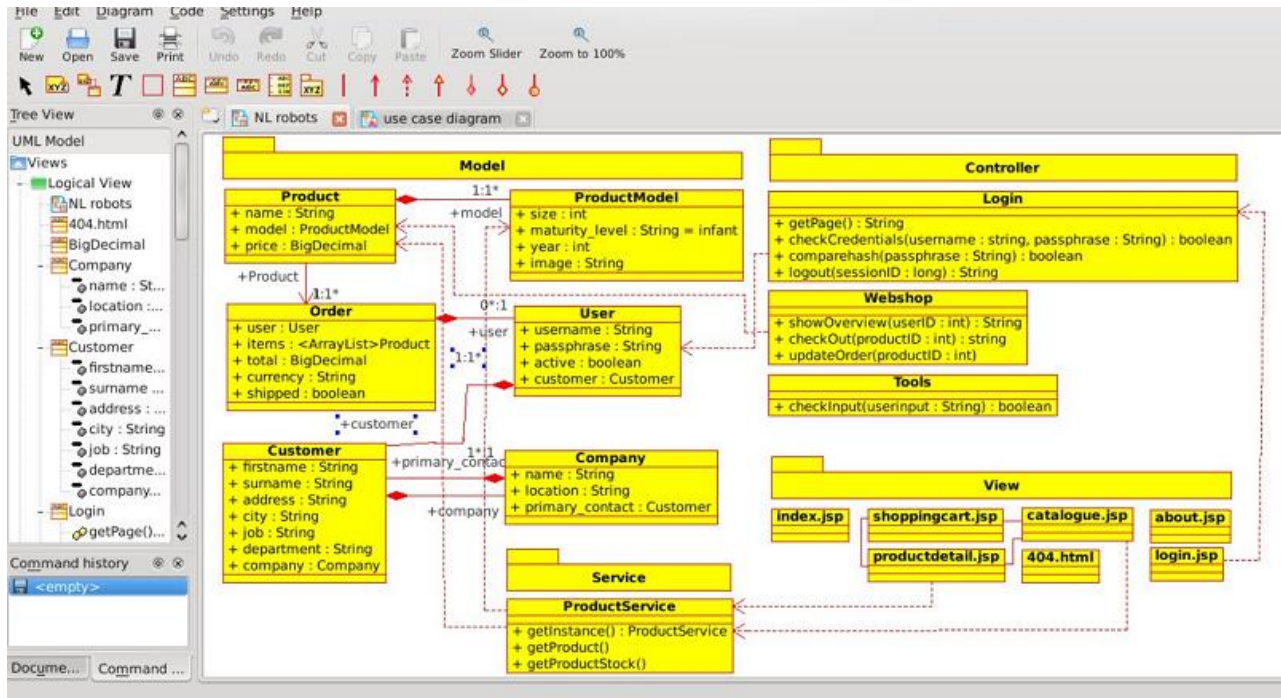 File Edit Diagram Code Settings Help
New Open Save Print Undo Redo Cut Copy Paste Zoom Slider Zoom to 100%
XYZ T ABC XYZ
Tree View
NL robots use case diagram
UML Model
Views
Logical View
NL robots
404.html
BigDecimal
Company
name : St...
location :...
primary_...
Customer
firstname...
surname ...
address : ...
city : String
job : String
departme...
company...
Login
getPage()...
Command history
<empty>
Docume... Command ...
Model
Product
+ name : String
+ model : ProductModel
+ price : BigDecimal
1:1*
+model
ProductModel
+ size : int
+ maturity_level : String = infant
+ year : int
+ image : String
+Product
1:1*
Order
+ user : User
+ items : <ArrayList>Product
+ total : BigDecimal
+ currency : String
+ shipped : boolean
0*:1
+user
User
+ username : String
+ passphrase : String
+ active : boolean
+ customer : Customer
1:1*
+customer
Customer
+ firstname : String
+ surname : String
+ address : String
+ city : String
+ job : String
+ department : String
+ company : Company
+primary_contac
+company
Company
+ name : String
+ location : String
+ primary_contact : Customer
Service
ProductService
+ getInstance() : ProductService
+ getProduct()
+ getProductStock()
Controller
Login
+ getPage() : String
+ checkCredentials(username : string, passphrase : String) : boolean
+ comparehash(passphrase : String) : boolean
+ logout(sessionID : long) : String
Webshop
+ showOverview(userID : int) : String
+ checkOut(productID : int) : string
+ updateOrder(productID : int)
Tools
+ checkInput(userinput : String) : boolean
View
index.jsp shoppingcart.jsp catalogue.jsp about.jsp
productdetail.jsp 404.html login.jsp